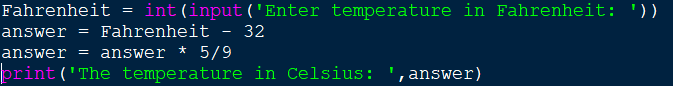 Fahrenheit = int(input('Enter temperature in Fahrenheit: '))
answer = Fahrenheit - 32
answer = answer * 5/9
print('The temperature in Celsius: ',answer)